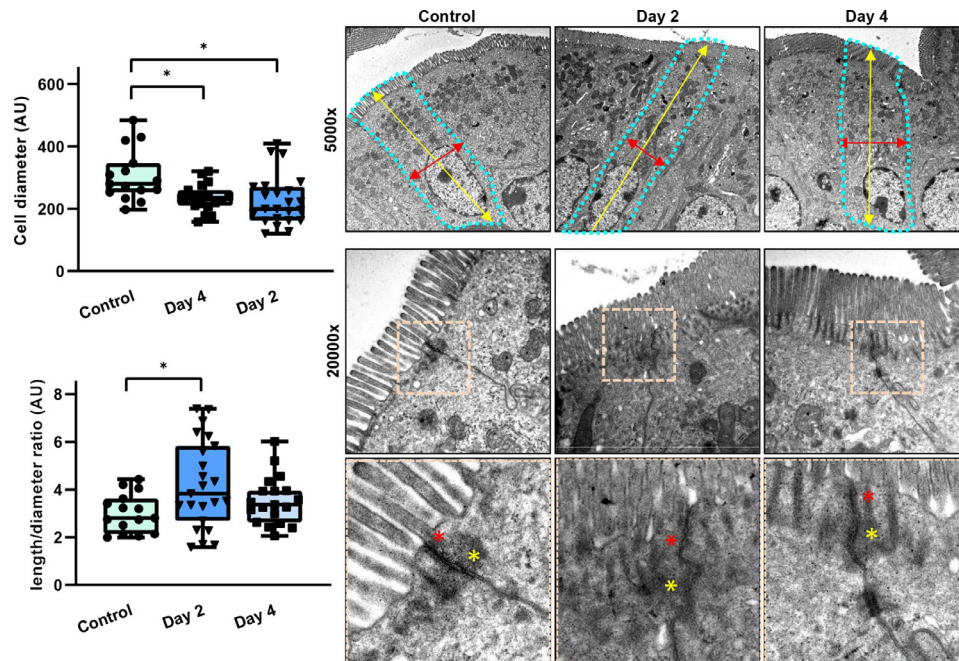 Control
Day 2
Day 4
*
*
Cell diameter (AU)
600
400
200
0
Control
Day 4
Day 2
5000x
20000x
*
length/diameter ratio (AU)
8
6
4
2
0
Control
Day 2
Day 4
*
*
*
*
*
*